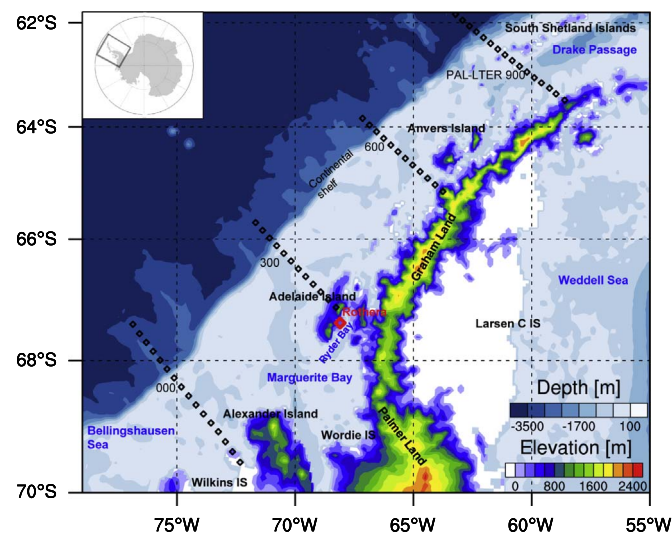 62°S
South Shetland Islands
Drake Passage
PAL-LTER 900
64°S
Anvers Island
600
Continental
shelf
66°S
Graham Land
300
Adelaide Island
Rothera
Weddell Sea
Larsen C IS
Ryder Bay
68°S
Marguerite Bay
000
Depth [m]
-3500 -1700 100
Alexander Island
Palmer Land
Bellingshausen
Sea
Wordie IS
Elevation [m]
0 800 1600 2400
Wilkins IS
70°S
75°W 70°W 65°W 60°W 55°W